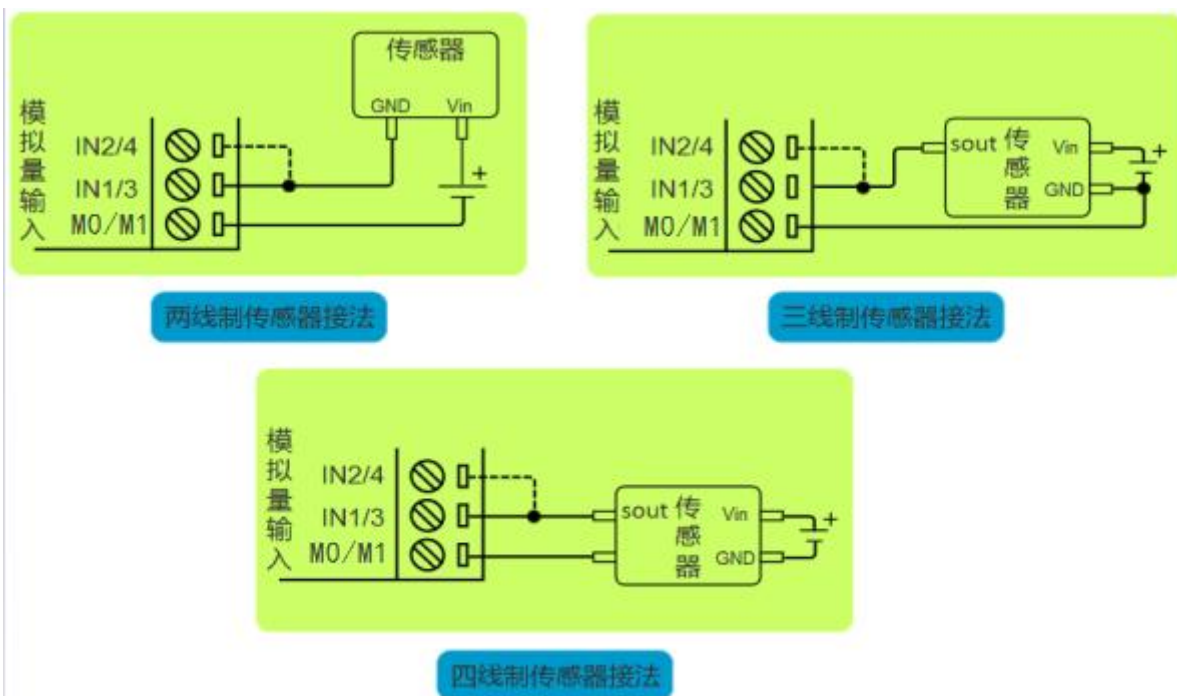 传感器
GND Vin
模拟量输入
IN2/4
IN1/3
M0/M1
两线制传感器接法
模拟量输入
IN2/4
IN1/3
M0/M1
sout 传感器 Vin
GND
+
三线制传感器接法
模拟量输入
IN2/4
IN1/3
M0/M1
sout 传感器 Vin
GND
+
四线制传感器接法